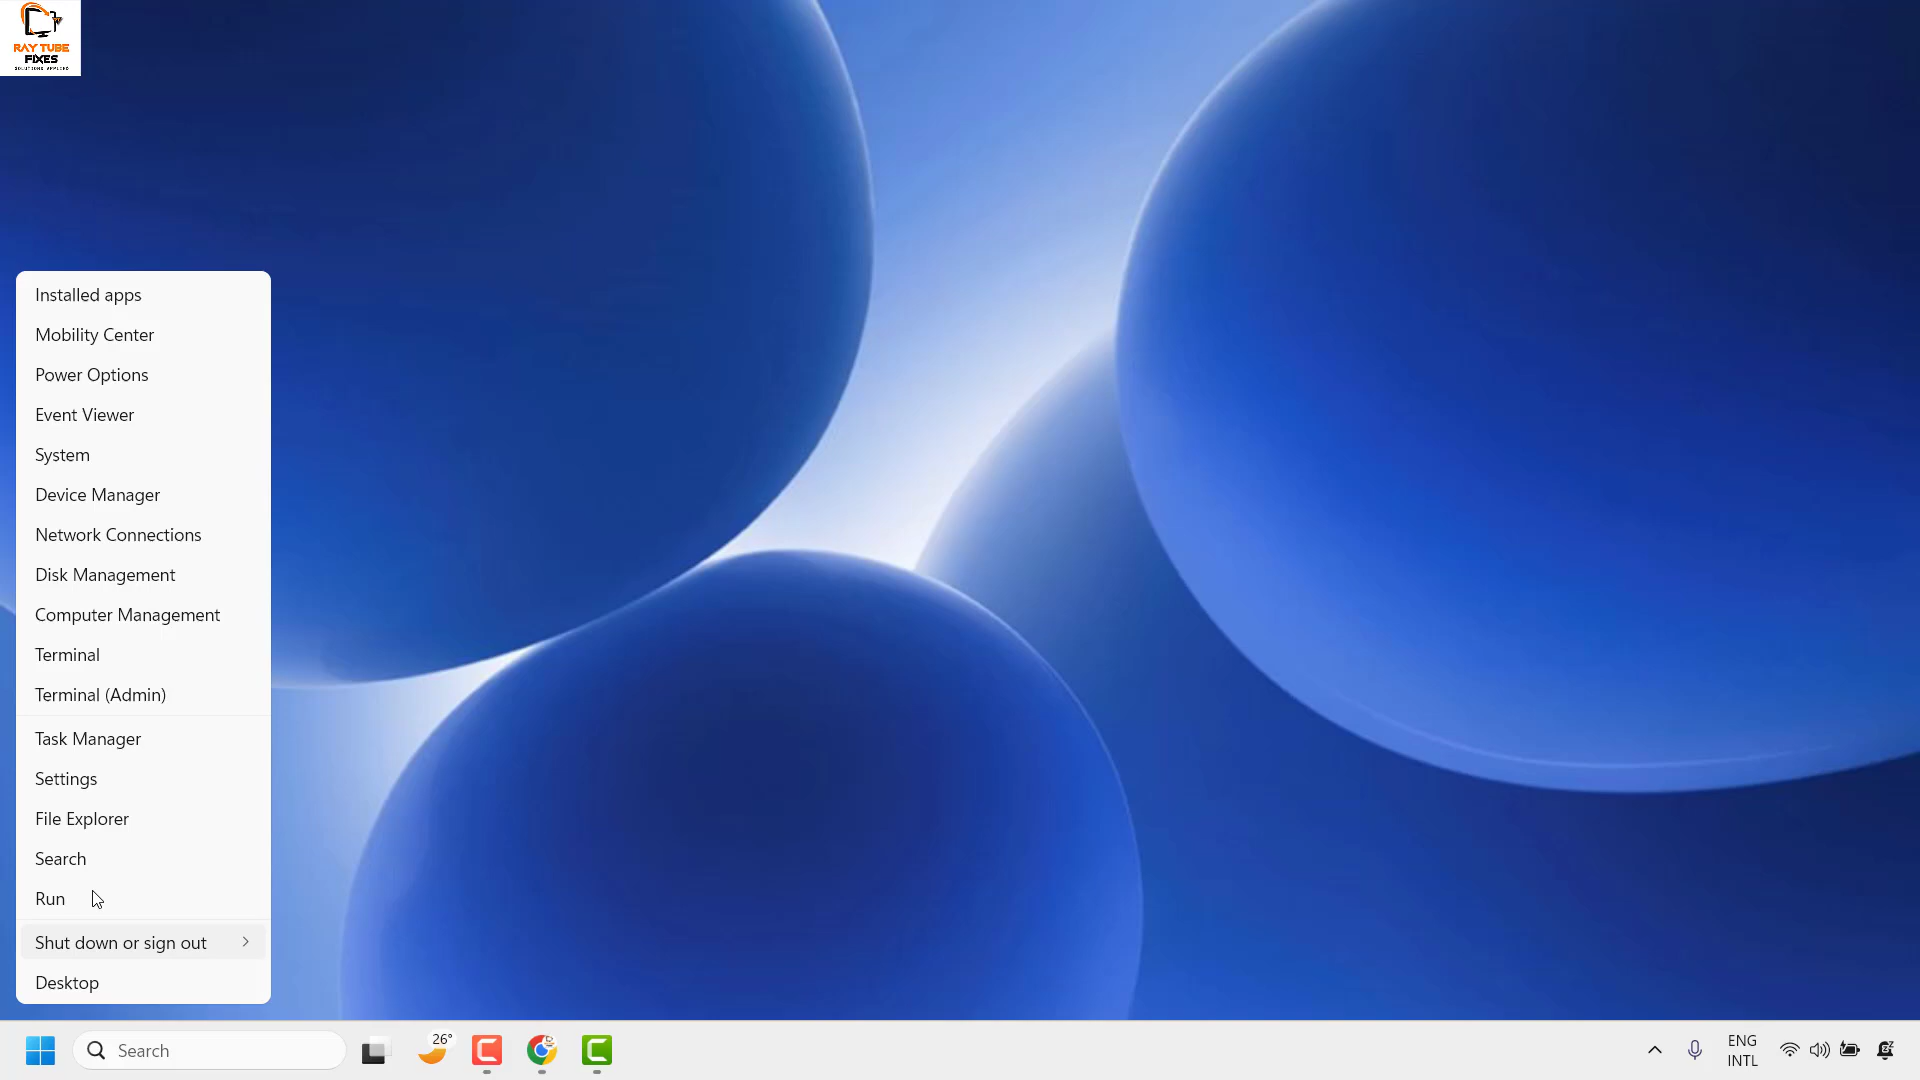 RAY TUBE
FIXES
SOLUTIONS APPLIED
Installed apps
Mobility Center
Power Options
Event Viewer
System
Device Manager
Network Connections
Disk Management
Computer Management
Terminal
Terminal (Admin)
Task Manager
Settings
File Explorer
Search
Run
Shut down or sign out
Desktop
Search
26°
ENG
INTL